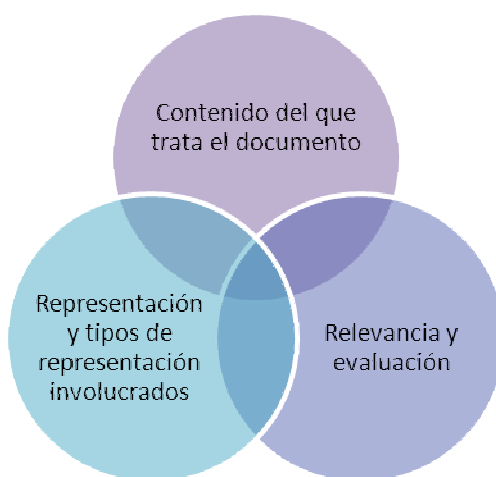 Contenido del que
trata el documento
Representación
y tipos de
representación
involucrados
Relevancia y
evaluación